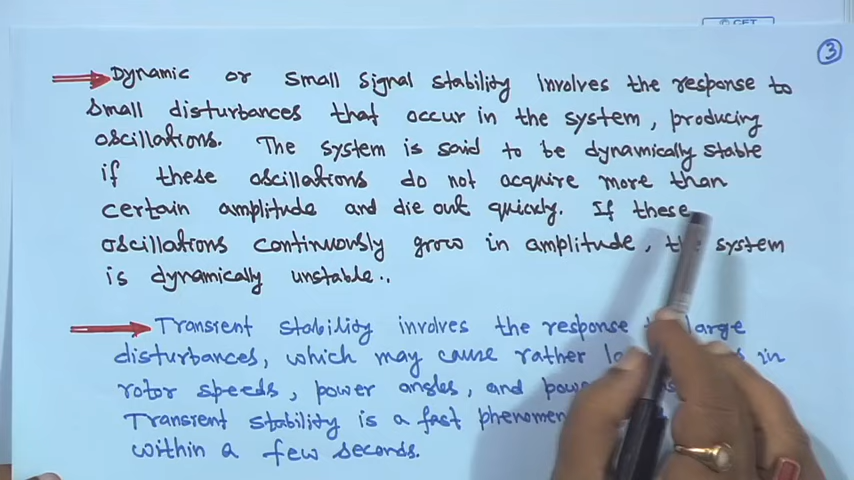 © CET
3
Dynamic or small signal stability involves the response to
small disturbances that occur in the system, producing
oscillations. The system is said to be dynamically stable
if these oscillations do not acquire more than
certain amplitude and die out quickly. If these
oscillations continuously grow in amplitude, the system
is dynamically unstable..
Transient stability involves the response large
disturbances, which may cause rather in
rotor speeds, power angles, and
Transient stability is a fast
within a few seconds.